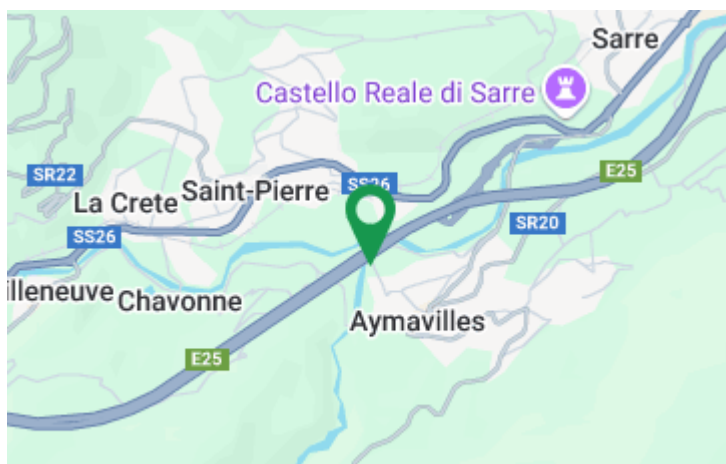 Sarre
Castello Reale di Sarre
SR22
La Crete
Saint-Pierre
SS26
E25
SS26
SR20
illeneuve
Chavonne
Aymavilles
E25